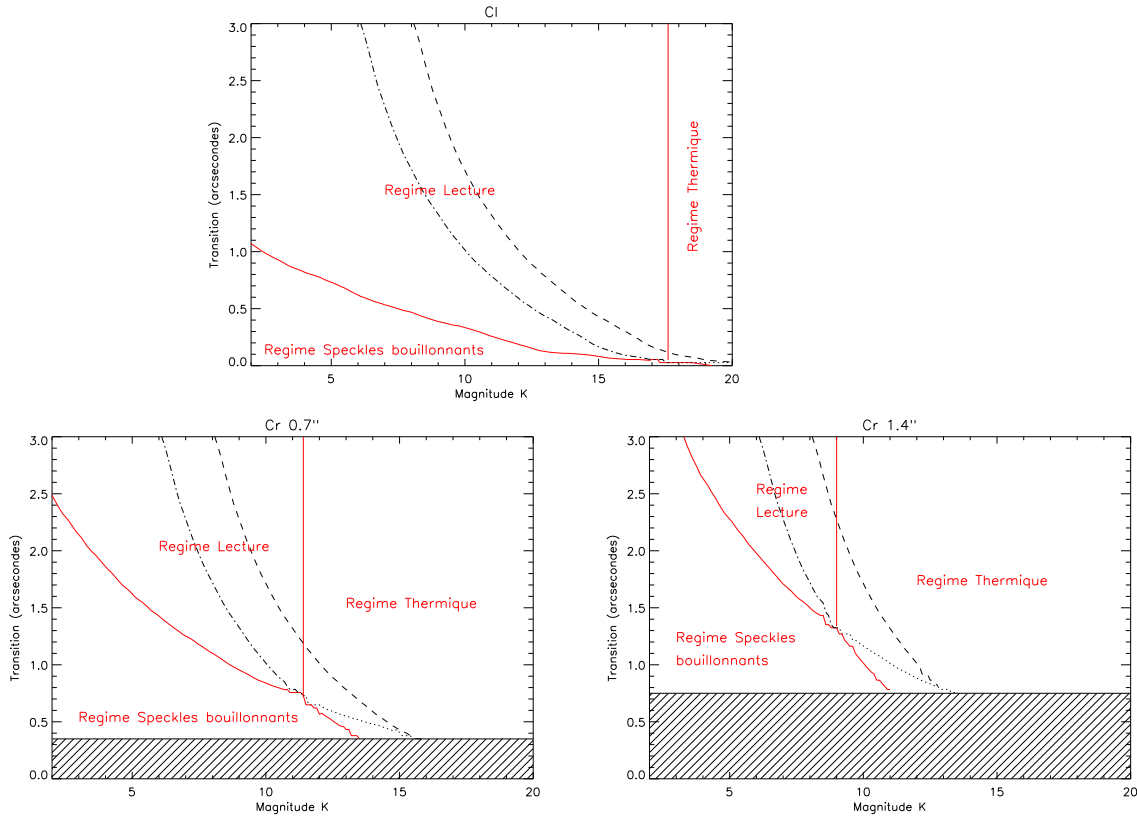 Cl
3.0
2.5
2.0
1.5
1.0
0.5
0.0
Transition (arcsecondes)
Regime Lecture
Regime Thermique
Regime Speckles bouillonnants
5
10
15
20
Magnitude K
Cr 0.7''
3.0
2.5
2.0
1.5
1.0
0.5
0.0
Transition (arcsecondes)
Regime Lecture
Regime Thermique
Regime Speckles bouillonnants
5
10
15
20
Magnitude K
Cr 1.4''
3.0
2.5
2.0
1.5
1.0
0.5
0.0
Transition (arcsecondes)
Regime
Lecture
Regime Thermique
Regime Speckles
bouillonnants
5
10
15
20
Magnitude K